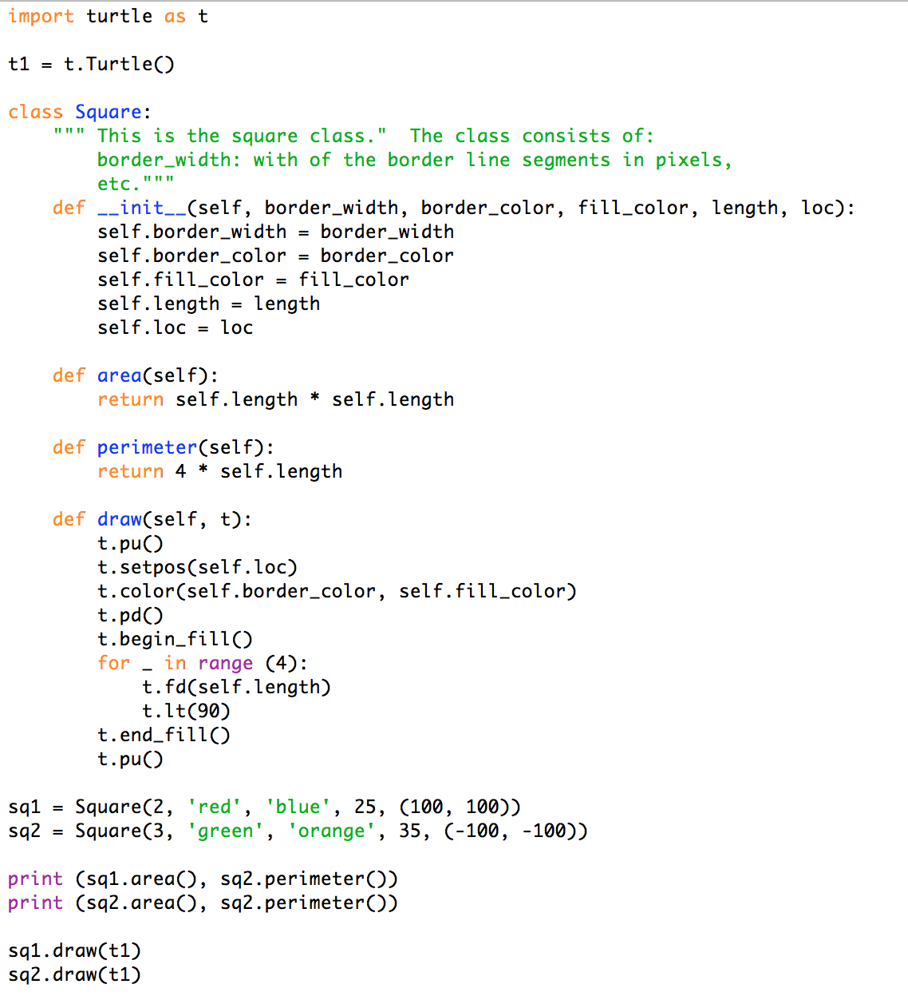 import turtle as t

t1 = t.Turtle()

class Square:
    """ This is the square class."  The class consists of:
        border_width: with of the border line segments in pixels,
        etc."""
    def __init__(self, border_width, border_color, fill_color, length, loc):
        self.border_width = border_width
        self.border_color = border_color
        self.fill_color = fill_color
        self.length = length
        self.loc = loc

    def area(self):
        return self.length * self.length

    def perimeter(self):
        return 4 * self.length

    def draw(self, t):
        t.pu()
        t.setpos(self.loc)
        t.color(self.border_color, self.fill_color)
        t.pd()
        t.begin_fill()
        for _ in range (4):
            t.fd(self.length)
            t.lt(90)
        t.end_fill()
        t.pu()

sq1 = Square(2, 'red', 'blue', 25, (100, 100))
sq2 = Square(3, 'green', 'orange', 35, (-100, -100))

print (sq1.area(), sq2.perimeter())
print (sq2.area(), sq2.perimeter())

sq1.draw(t1)
sq2.draw(t1)